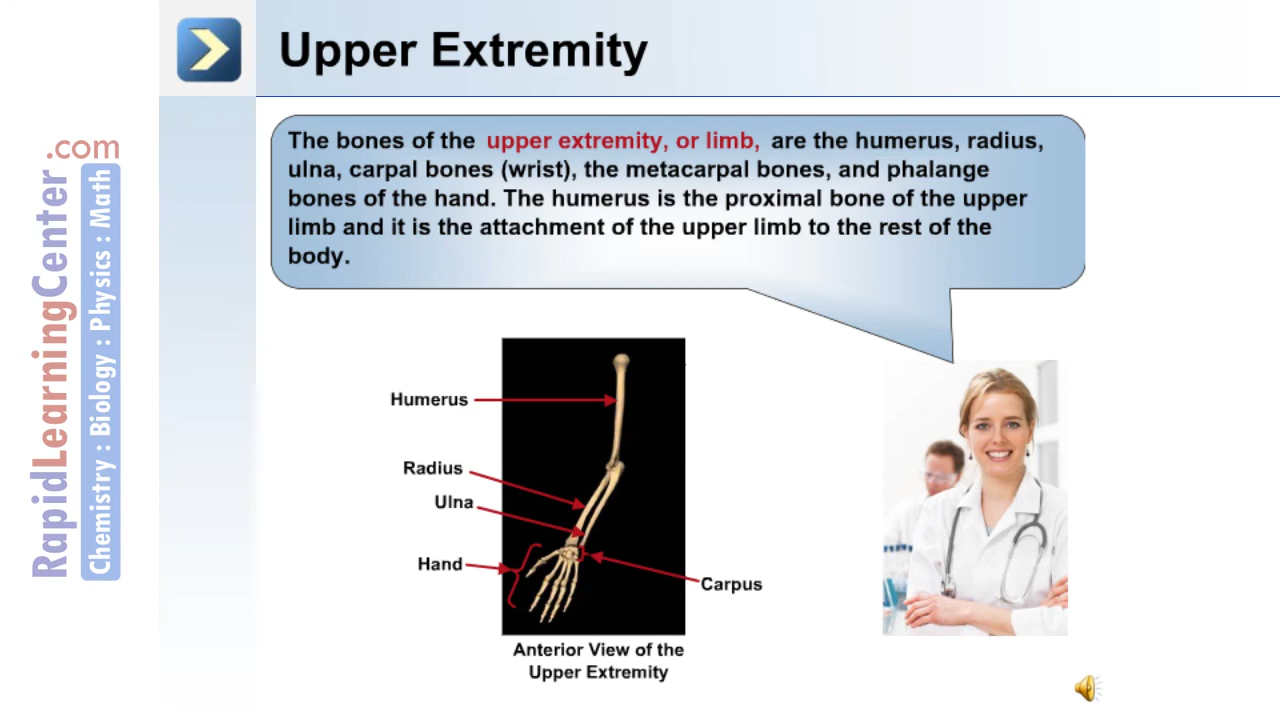 Upper Extremity
The bones of the upper extremity, or limb, are the humerus, radius,
ulna, carpal bones (wrist), the metacarpal bones, and phalange
bones of the hand. The humerus is the proximal bone of the upper
limb and it is the attachment of the upper limb to the rest of the
body.
Humerus
Radius
Ulna
Hand
Carpus
Anterior View of the
Upper Extremity
RapidLearningCenter.com
Chemistry : Biology : Physics : Math